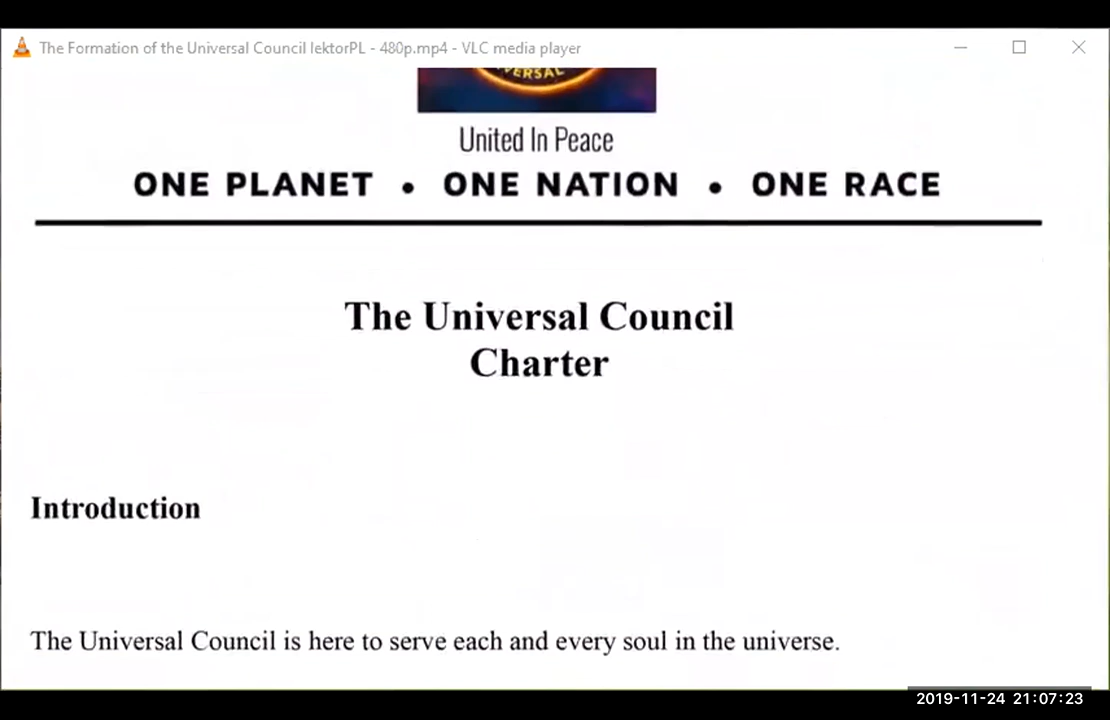 The Formation of the Universal Council lektorPL - 480p.mp4 - VLC media player
VERSAL
United In Peace
ONE PLANET • ONE NATION • ONE RACE
The Universal Council
Charter
Introduction
The Universal Council is here to serve each and every soul in the universe.
2019-11-24 21:07:23